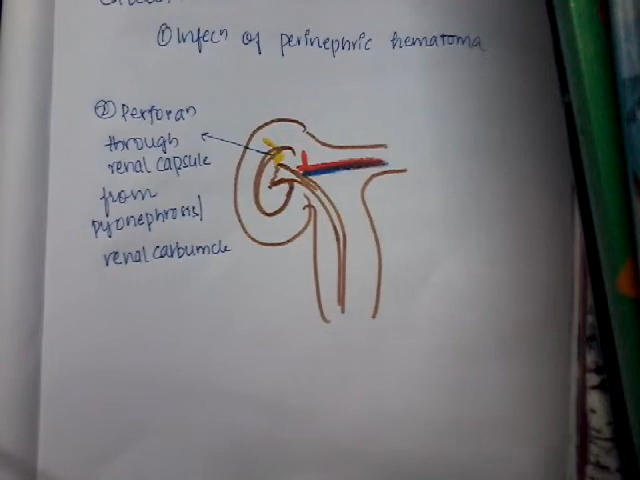 ① Infecn of perinephric hematoma
② Perforan
through
renal capsule
from
pyonephrosis/
renal carbuncle